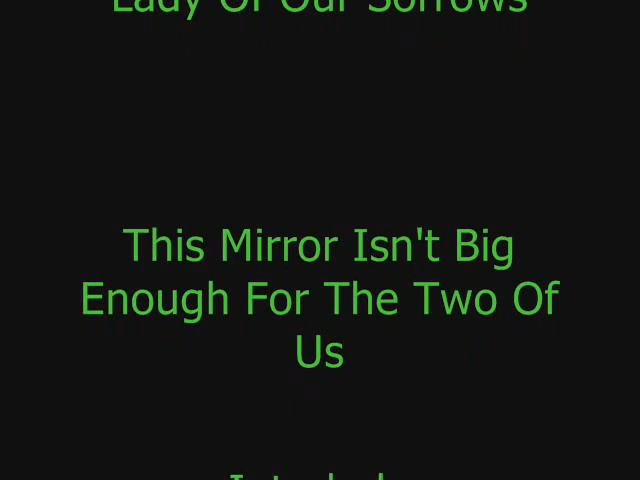 Lady Of Our Sorrows
This Mirror Isn't Big
Enough For The Two Of
Us